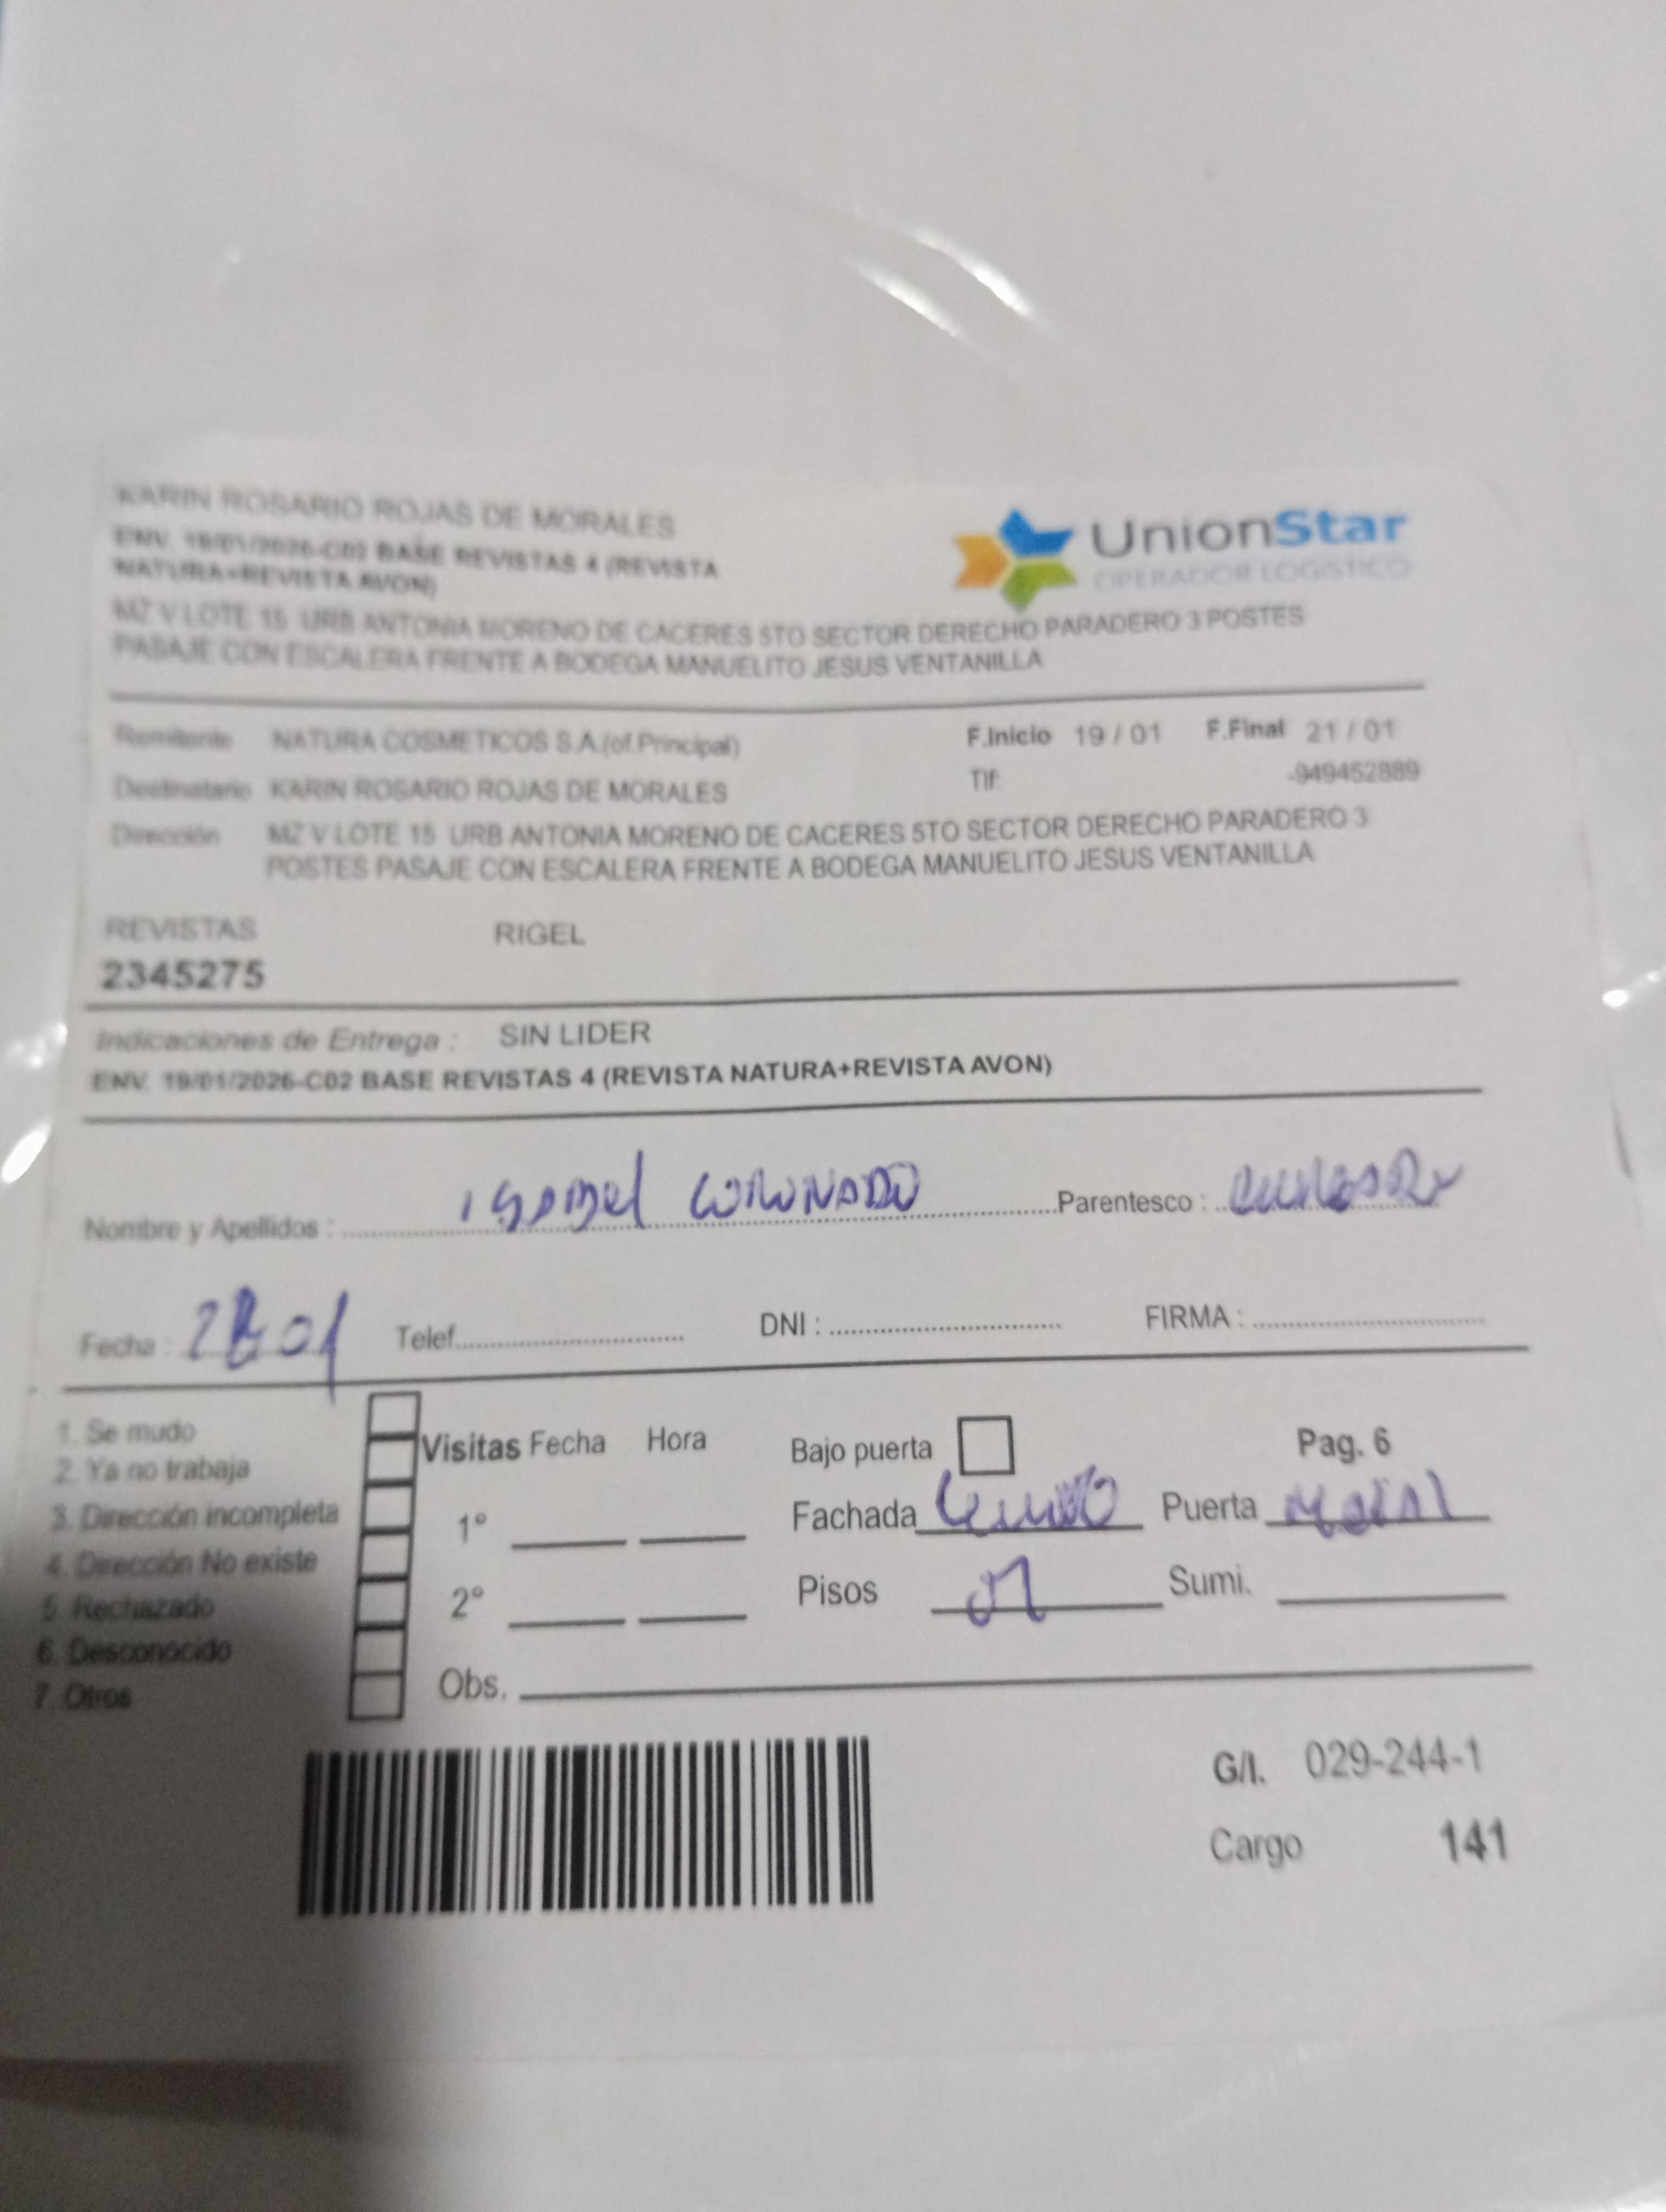 KARIN ROSARIO ROJAS DE MORALES
ENV. 19/01/2026-C02 BASE REVISTAS 4 (REVISTA
NATURA+REVISTA AVON)
UnionStar
OPERADOR LOGISTICO
MZ V LOTE 15 URB ANTONIA MORENO DE CACERES 5TO SECTOR DERECHO PARADERO 3 POSTES
PASAJE CON ESCALERA FRENTE A BODEGA MANUELITO JESUS VENTANILLA
Remitente NATURA COSMETICOS S.A.(of.Principal) F.Inicio 19 / 01 F.Final 21 / 01
Destinatario KARIN ROSARIO ROJAS DE MORALES Tlf: -949452889
Dirección MZ V LOTE 15 URB ANTONIA MORENO DE CACERES 5TO SECTOR DERECHO PARADERO 3
POSTES PASAJE CON ESCALERA FRENTE A BODEGA MANUELITO JESUS VENTANILLA
REVISTAS RIGEL
2345275
Indicaciones de Entrega : SIN LIDER
ENV. 19/01/2026-C02 BASE REVISTAS 4 (REVISTA NATURA+REVISTA AVON)
Nombre y Apellidos : Isabel CORONADO Parentesco :
Fecha : Telef. DNI : FIRMA :
1. Se mudo
2. Ya no trabaja
3. Dirección incompleta
4. Dirección No existe
5. Rechazado
6. Desconocido
7. Otros
Visitas Fecha Hora
1°
2°
Obs.
Bajo puerta Pag. 6
Fachada Puerta Metal
Pisos 01 Sumi.
G/I. 029-244-1
Cargo 141